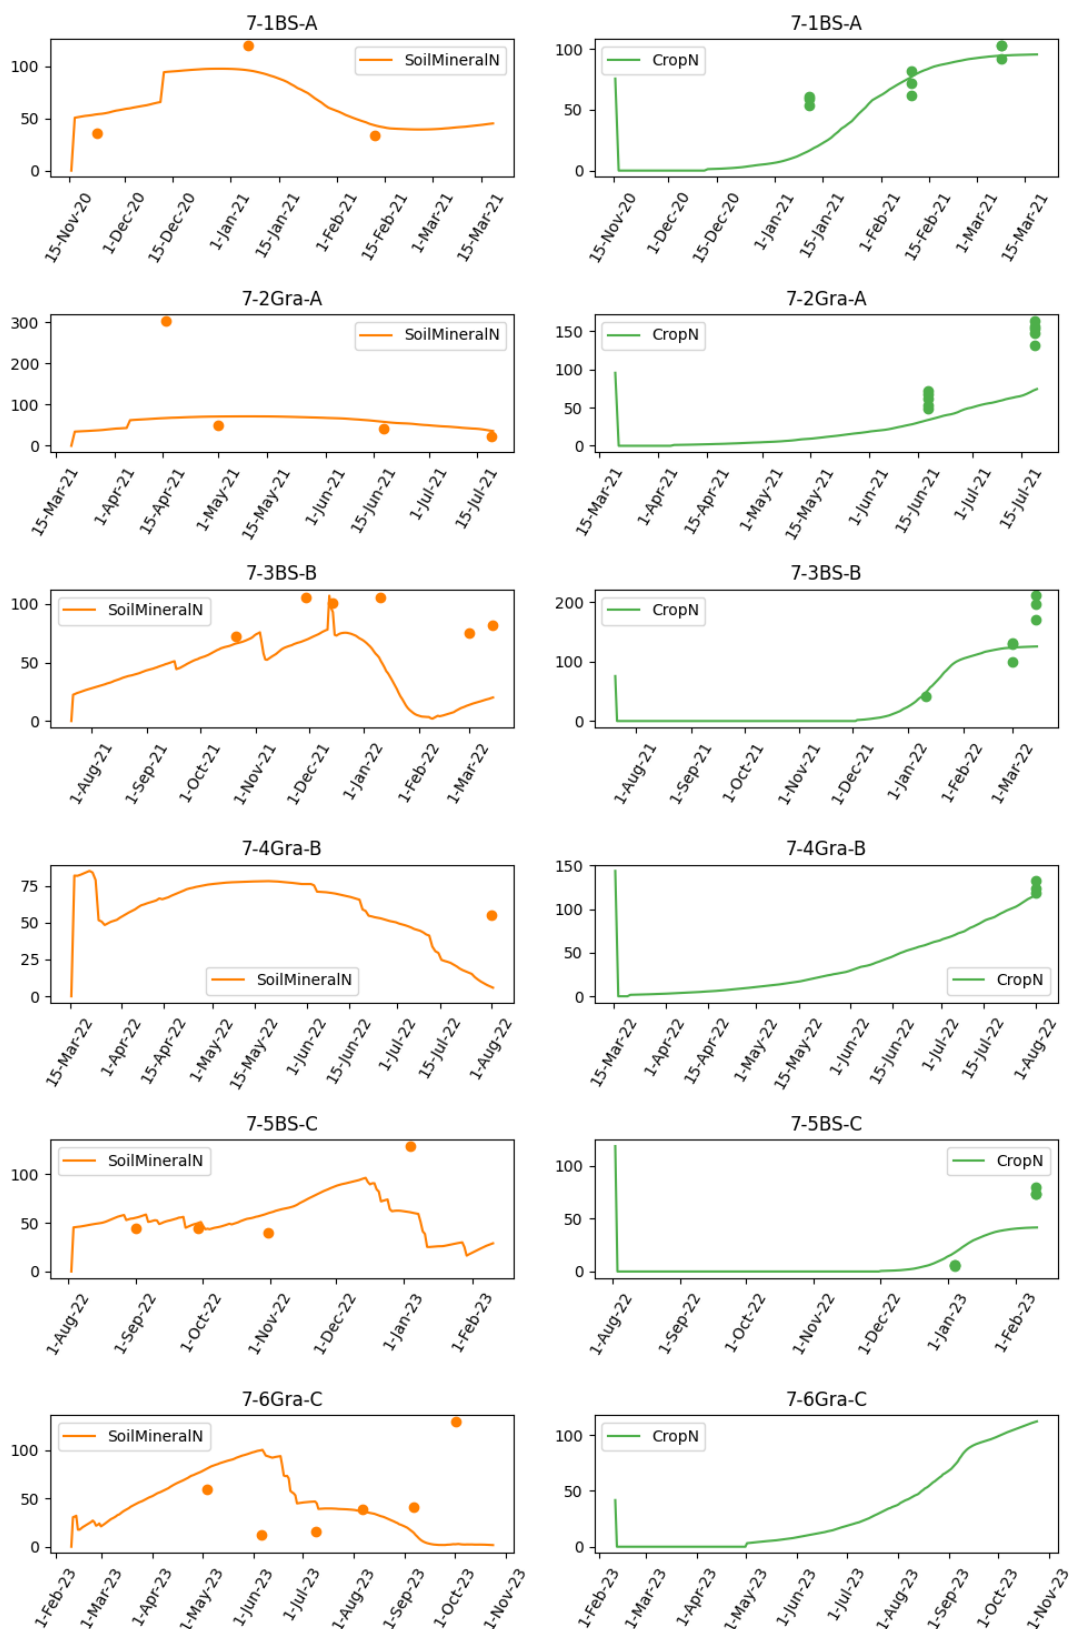 7-1BS-A
100
50
0
SoilMineralN
15-Nov-20
1-Dec-20
15-Dec-20
1-Jan-21
15-Jan-21
1-Feb-21
15-Feb-21
1-Mar-21
15-Mar-21
7-1BS-A
100
50
0
CropN
15-Nov-20
1-Dec-20
15-Dec-20
1-Jan-21
15-Jan-21
1-Feb-21
15-Feb-21
1-Mar-21
15-Mar-21
7-2Gra-A
300
200
100
0
SoilMineralN
15-Mar-21
1-Apr-21
15-Apr-21
1-May-21
15-May-21
1-Jun-21
15-Jun-21
1-Jul-21
15-Jul-21
7-2Gra-A
150
100
50
0
CropN
15-Mar-21
1-Apr-21
15-Apr-21
1-May-21
15-May-21
1-Jun-21
15-Jun-21
1-Jul-21
15-Jul-21
7-3BS-B
100
50
0
SoilMineralN
1-Aug-21
1-Sep-21
1-Oct-21
1-Nov-21
1-Dec-21
1-Jan-22
1-Feb-22
1-Mar-22
7-3BS-B
200
100
0
CropN
1-Aug-21
1-Sep-21
1-Oct-21
1-Nov-21
1-Dec-21
1-Jan-22
1-Feb-22
1-Mar-22
7-4Gra-B
75
50
25
0
SoilMineralN
15-Mar-22
1-Apr-22
15-Apr-22
1-May-22
15-May-22
1-Jun-22
15-Jun-22
1-Jul-22
15-Jul-22
1-Aug-22
7-4Gra-B
150
100
50
0
CropN
15-Mar-22
1-Apr-22
15-Apr-22
1-May-22
15-May-22
1-Jun-22
15-Jun-22
1-Jul-22
15-Jul-22
1-Aug-22
7-5BS-C
100
50
0
SoilMineralN
1-Aug-22
1-Sep-22
1-Oct-22
1-Nov-22
1-Dec-22
1-Jan-23
1-Feb-23
7-5BS-C
100
50
0
CropN
1-Aug-22
1-Sep-22
1-Oct-22
1-Nov-22
1-Dec-22
1-Jan-23
1-Feb-23
7-6Gra-C
100
50
0
SoilMineralN
1-Feb-23
1-Mar-23
1-Apr-23
1-May-23
1-Jun-23
1-Jul-23
1-Aug-23
1-Sep-23
1-Oct-23
1-Nov-23
7-6Gra-C
100
50
0
CropN
1-Feb-23
1-Mar-23
1-Apr-23
1-May-23
1-Jun-23
1-Jul-23
1-Aug-23
1-Sep-23
1-Oct-23
1-Nov-23